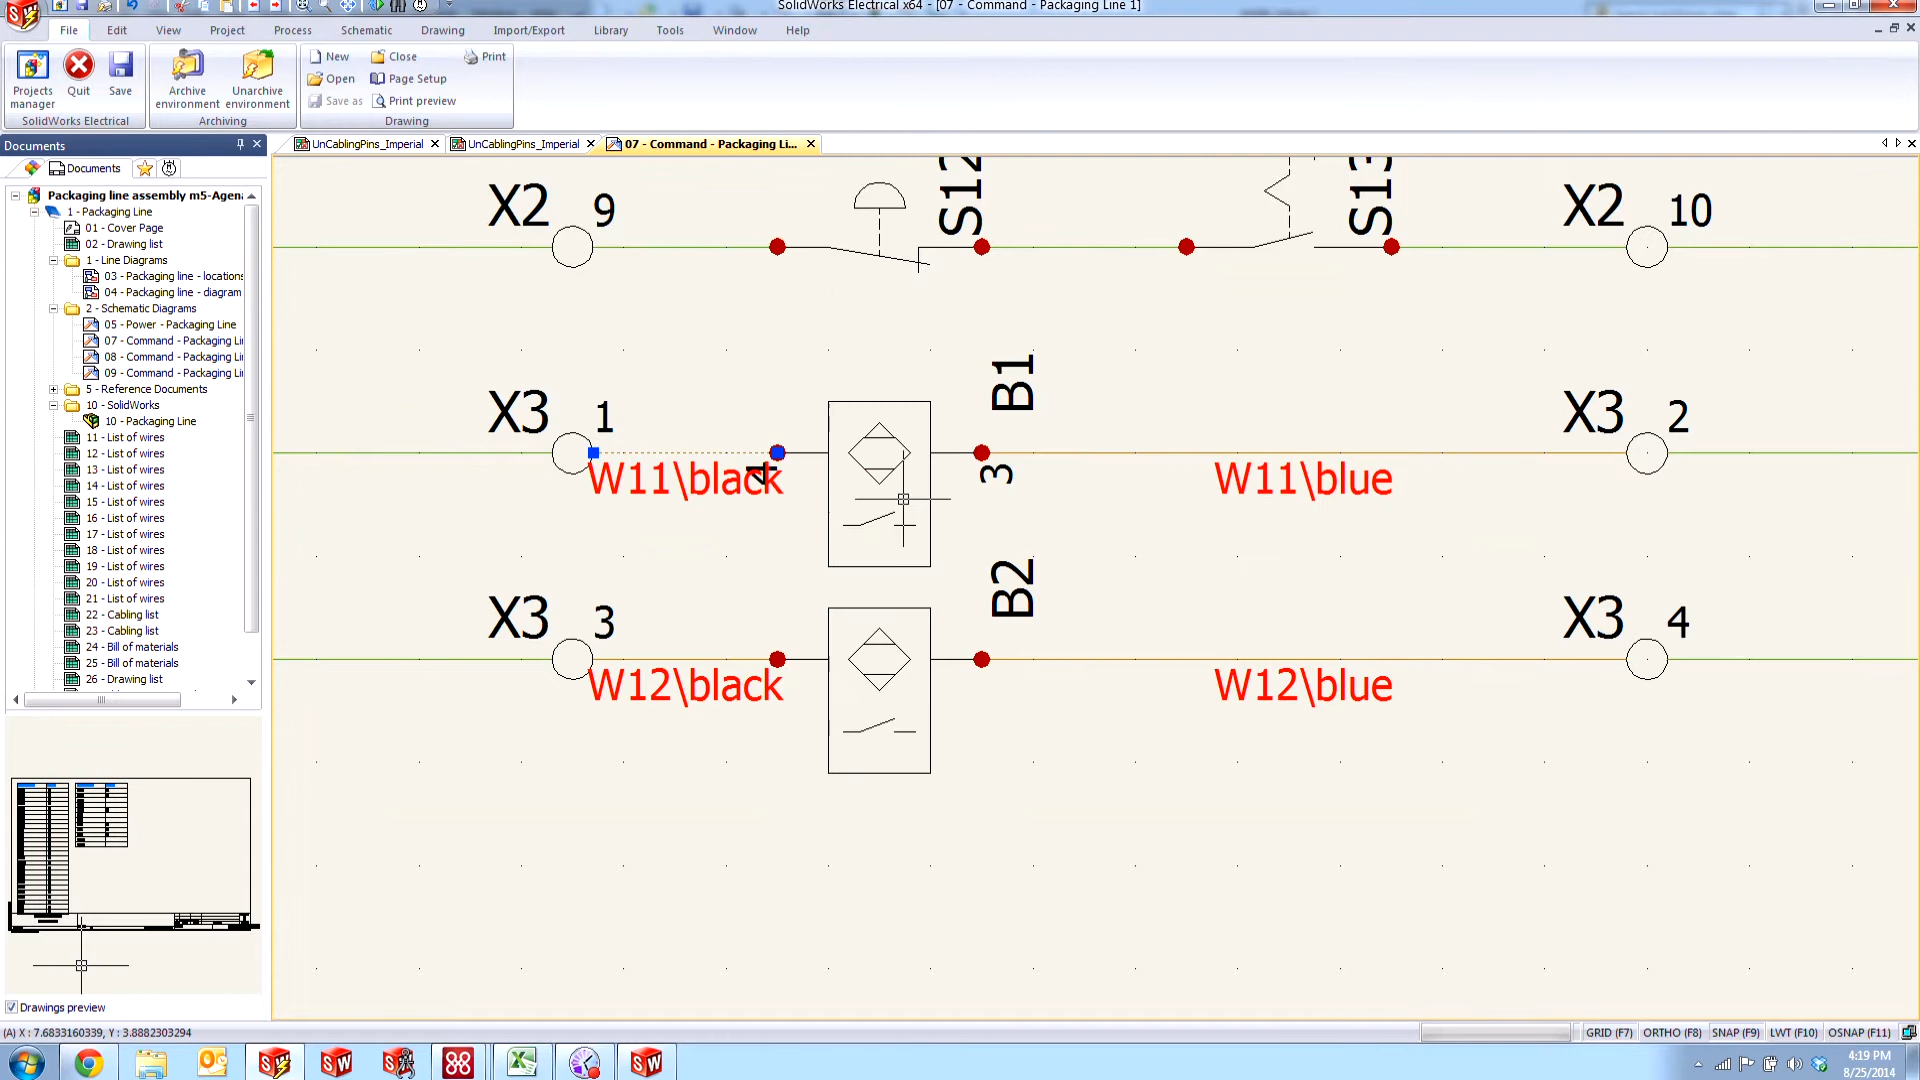 SolidWorks Electrical x64 - [07 - Command - Packaging Line 1]
File Edit View Project Process Schematic Drawing Import/Export Library Tools Window Help
Projects manager
Quit
Save
SolidWorks Electrical
Archive environment
Unarchive environment
Archiving
New
Open
Save as
Close
Page Setup
Print preview
Print
Drawing
Documents
Documents
UnCablingPins_Imperial
UnCablingPins_Imperial
07 - Command - Packaging Li...
Packaging line assembly m5-Agen
1 - Packaging Line
01 - Cover Page
02 - Drawing list
1 - Line Diagrams
03 - Packaging line - locations
04 - Packaging line - diagram
2 - Schematic Diagrams
05 - Power - Packaging Line
07 - Command - Packaging Li
08 - Command - Packaging Li
09 - Command - Packaging Li
5 - Reference Documents
10 - SolidWorks
10 - Packaging Line
11 - List of wires
12 - List of wires
13 - List of wires
14 - List of wires
15 - List of wires
16 - List of wires
17 - List of wires
18 - List of wires
19 - List of wires
20 - List of wires
21 - List of wires
22 - Cabling list
23 - Cabling list
24 - Bill of materials
25 - Bill of materials
26 - Drawing list
Drawings preview
X2 9
S12
S13
X2 10
X3 1
B1
X3 2
4
3
W11\black
W11\blue
X3 3
B2
X3 4
W12\black
W12\blue
(A) X : 7.6833160339, Y : 3.8882303294
GRID (F7) ORTHO (F8) SNAP (F9) LWT (F10) OSNAP (F11)
4:19 PM
8/25/2014